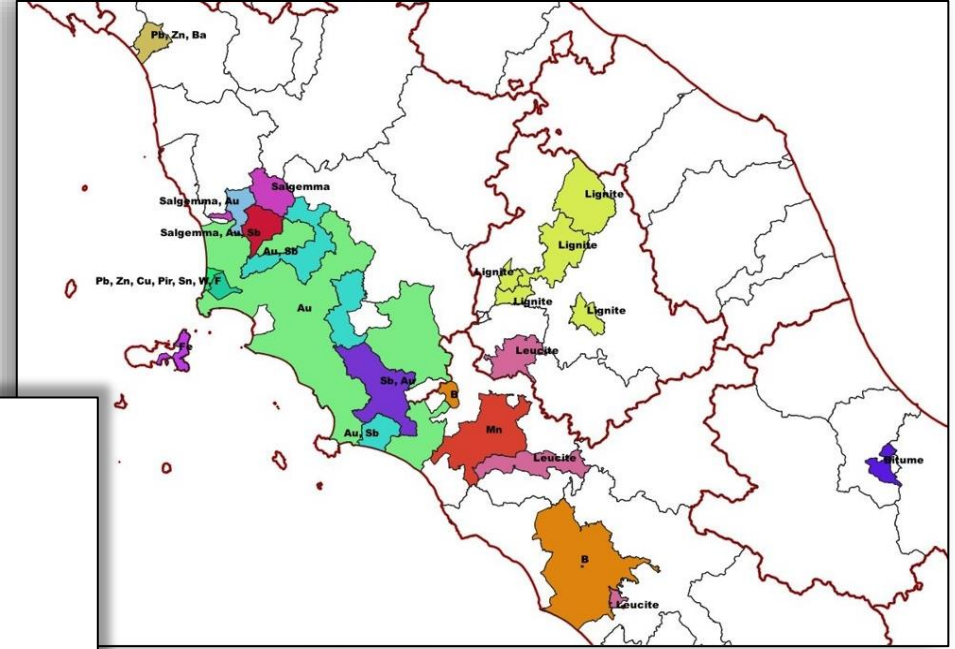 Pb, Zn, Ba
Salgemma
Lignite
Salgemma, Au
Salgemma, Au, Sb
Au, Sb
Lignite
Lignite
Pb, Zn, Cu, Pir, Sn, W, F
Lignite
Au
Lignite
Fe
Leucite
Sb, Au
B
Au, Sb
Mn
Leucite
Bitume
B
Leucite